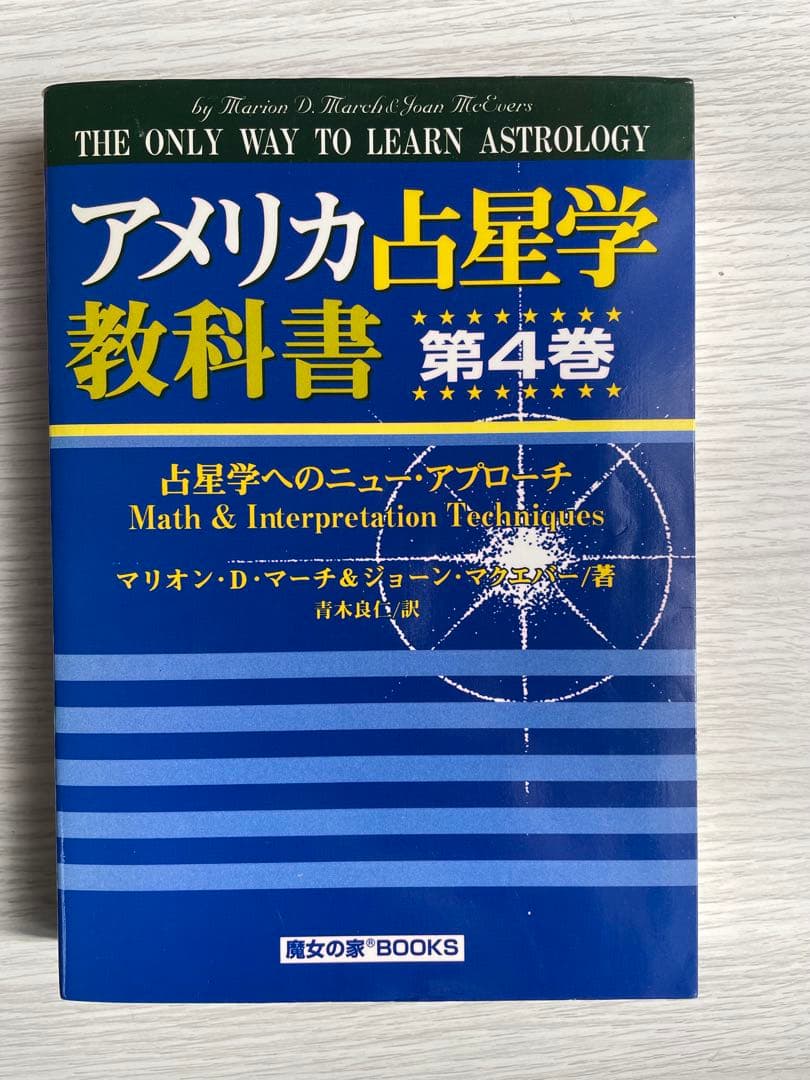 by Marion D. March & Joan McEvers
THE ONLY WAY TO LEARN ASTROLOGY
アメリカ占星学
教科書 第4巻
占星学へのニュー・アプローチ
Math & Interpretation Techniques
マリオン・D・マーチ&ジョーン・マクエバー/著
青木良仁/訳
魔女の家®BOOKS